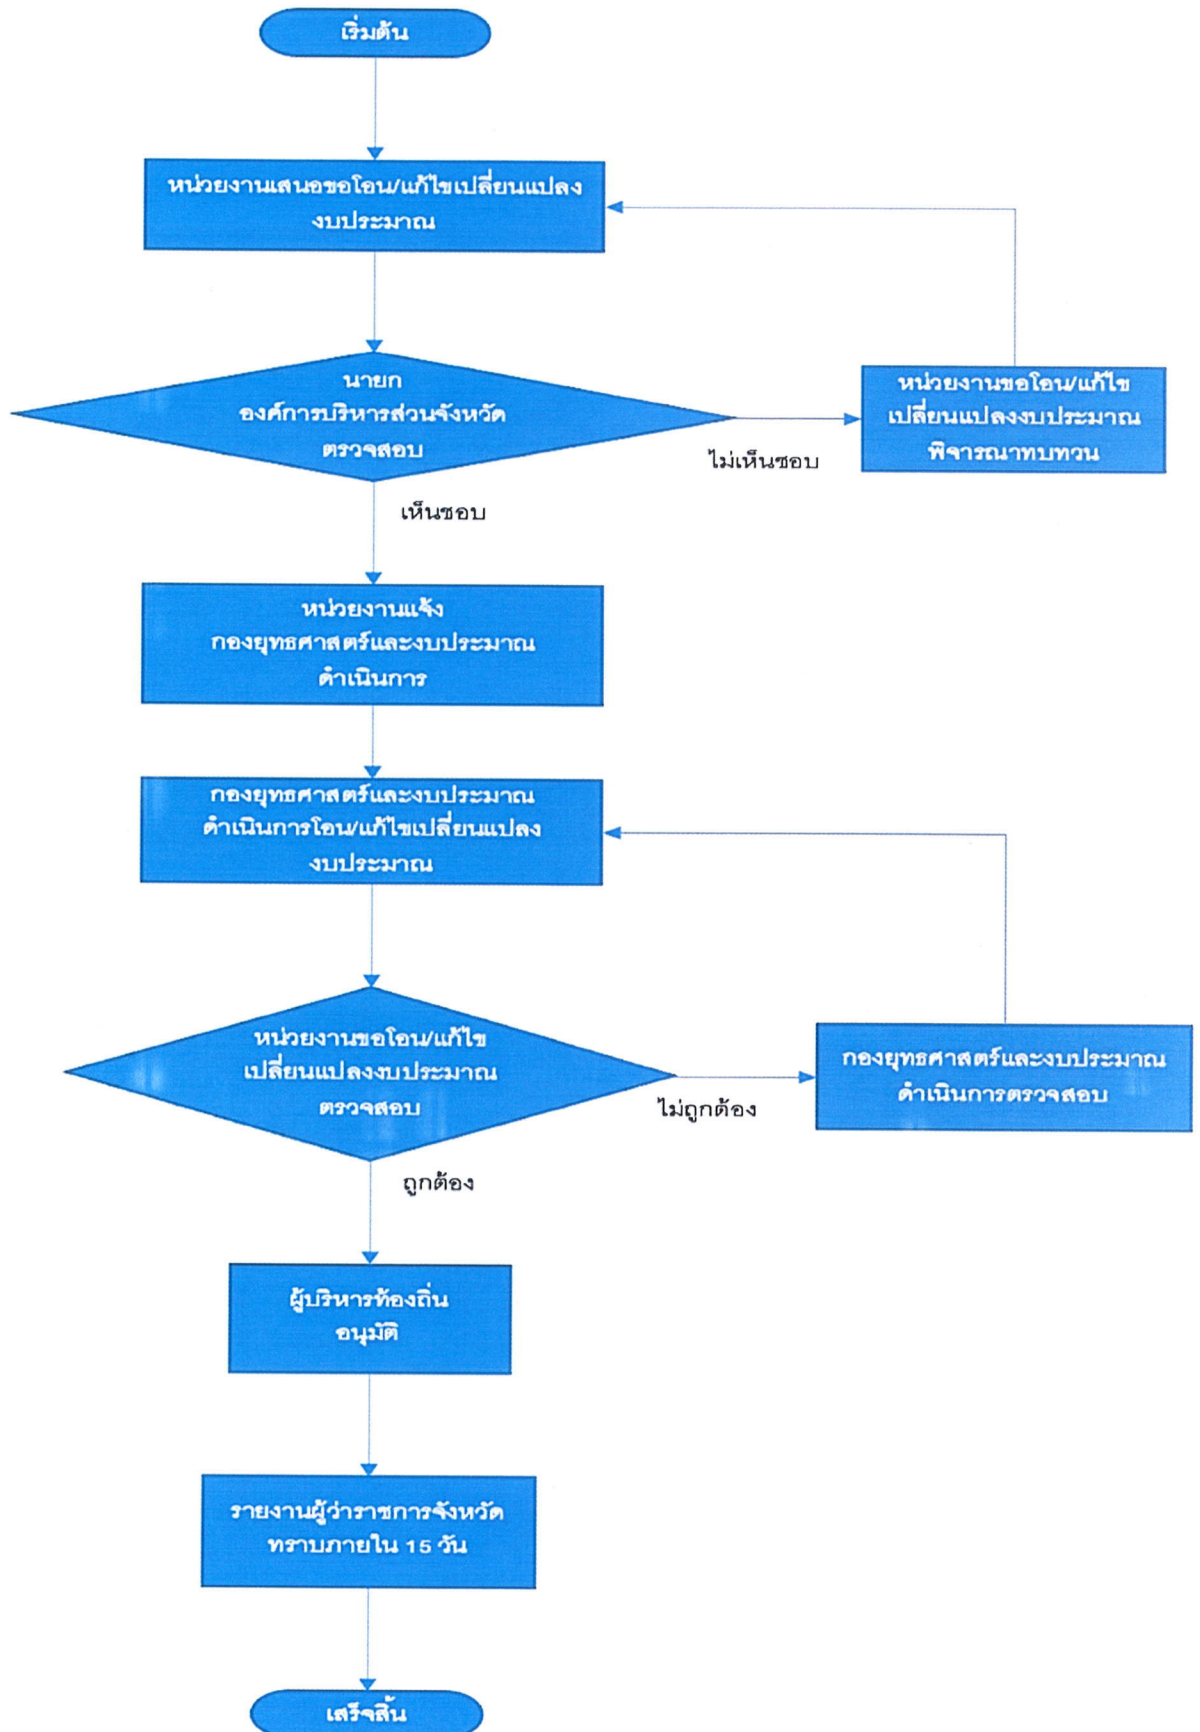 เริ่มต้น
หน่วยงานเสนอขอโอน/แก้ไขเปลี่ยนแปลง
งบประมาณ
นายก
องค์การบริหารส่วนจังหวัด
ตรวจสอบ
ไม่เห็นชอบ
หน่วยงานขอโอน/แก้ไข
เปลี่ยนแปลงงบประมาณ
พิจารณาทบทวน
เห็นชอบ
หน่วยงานแจ้ง
กองยุทธศาสตร์และงบประมาณ
ดำเนินการ
กองยุทธศาสตร์และงบประมาณ
ดำเนินการโอน/แก้ไขเปลี่ยนแปลง
งบประมาณ
หน่วยงานขอโอน/แก้ไข
เปลี่ยนแปลงงบประมาณ
ตรวจสอบ
ไม่ถูกต้อง
กองยุทธศาสตร์และงบประมาณ
ดำเนินการตรวจสอบ
ถูกต้อง
ผู้บริหารท้องถิ่น
อนุมัติ
รายงานผู้ว่าราชการจังหวัด
ทราบภายใน 15 วัน
เสร็จสิ้น